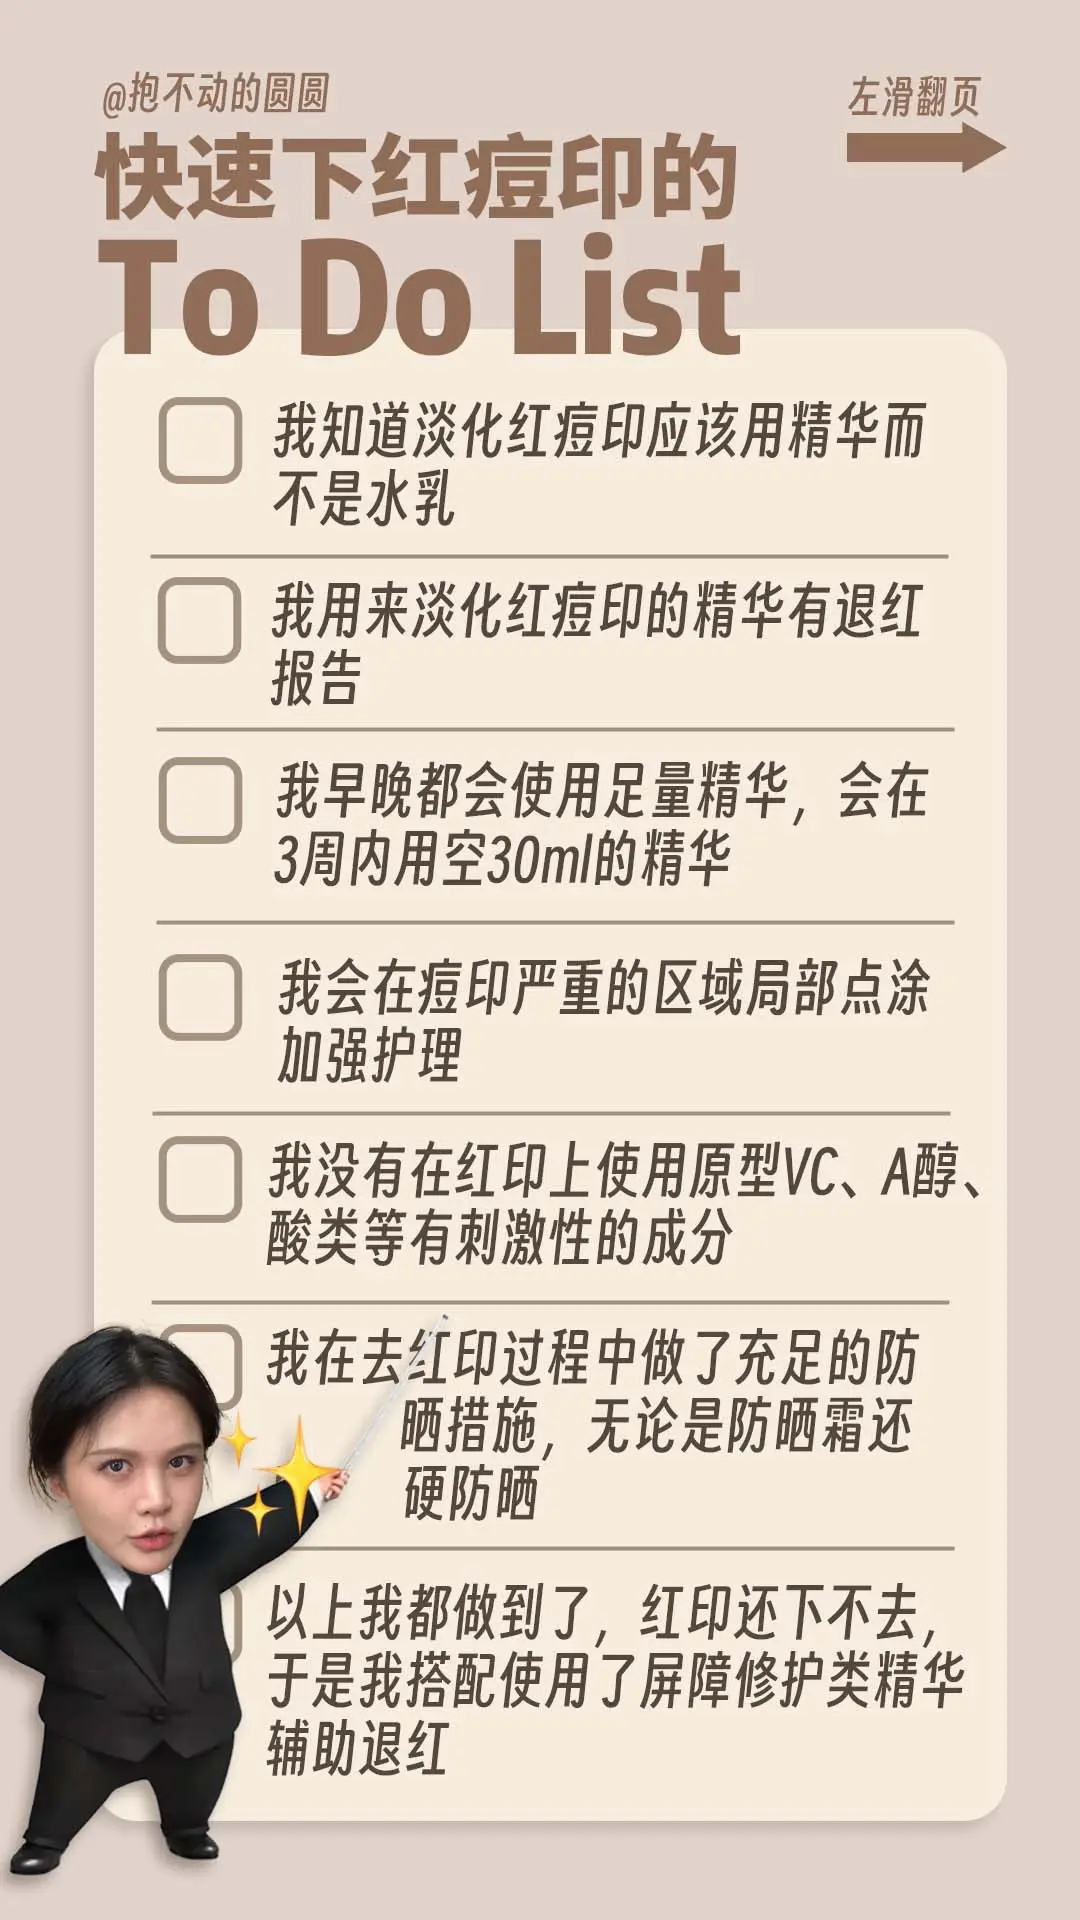 @抱不动的圆圆
左滑翻页
快速下红痘印的
To Do List
我知道淡化红痘印应该用精华而
不是水乳
我用来淡化红痘印的精华有退红
报告
我早晚都会使用足量精华，会在
3周内用空30ml的精华
我会在痘印严重的区域局部点涂
加强护理
我没有在红印上使用原型VC、A醇、
酸类等有刺激性的成分
我在去红印过程中做了充足的防
晒措施，无论是防晒霜还
硬防晒
以上我都做到了，红印还下不去，
于是我搭配使用了屏障修护类精华
辅助退红